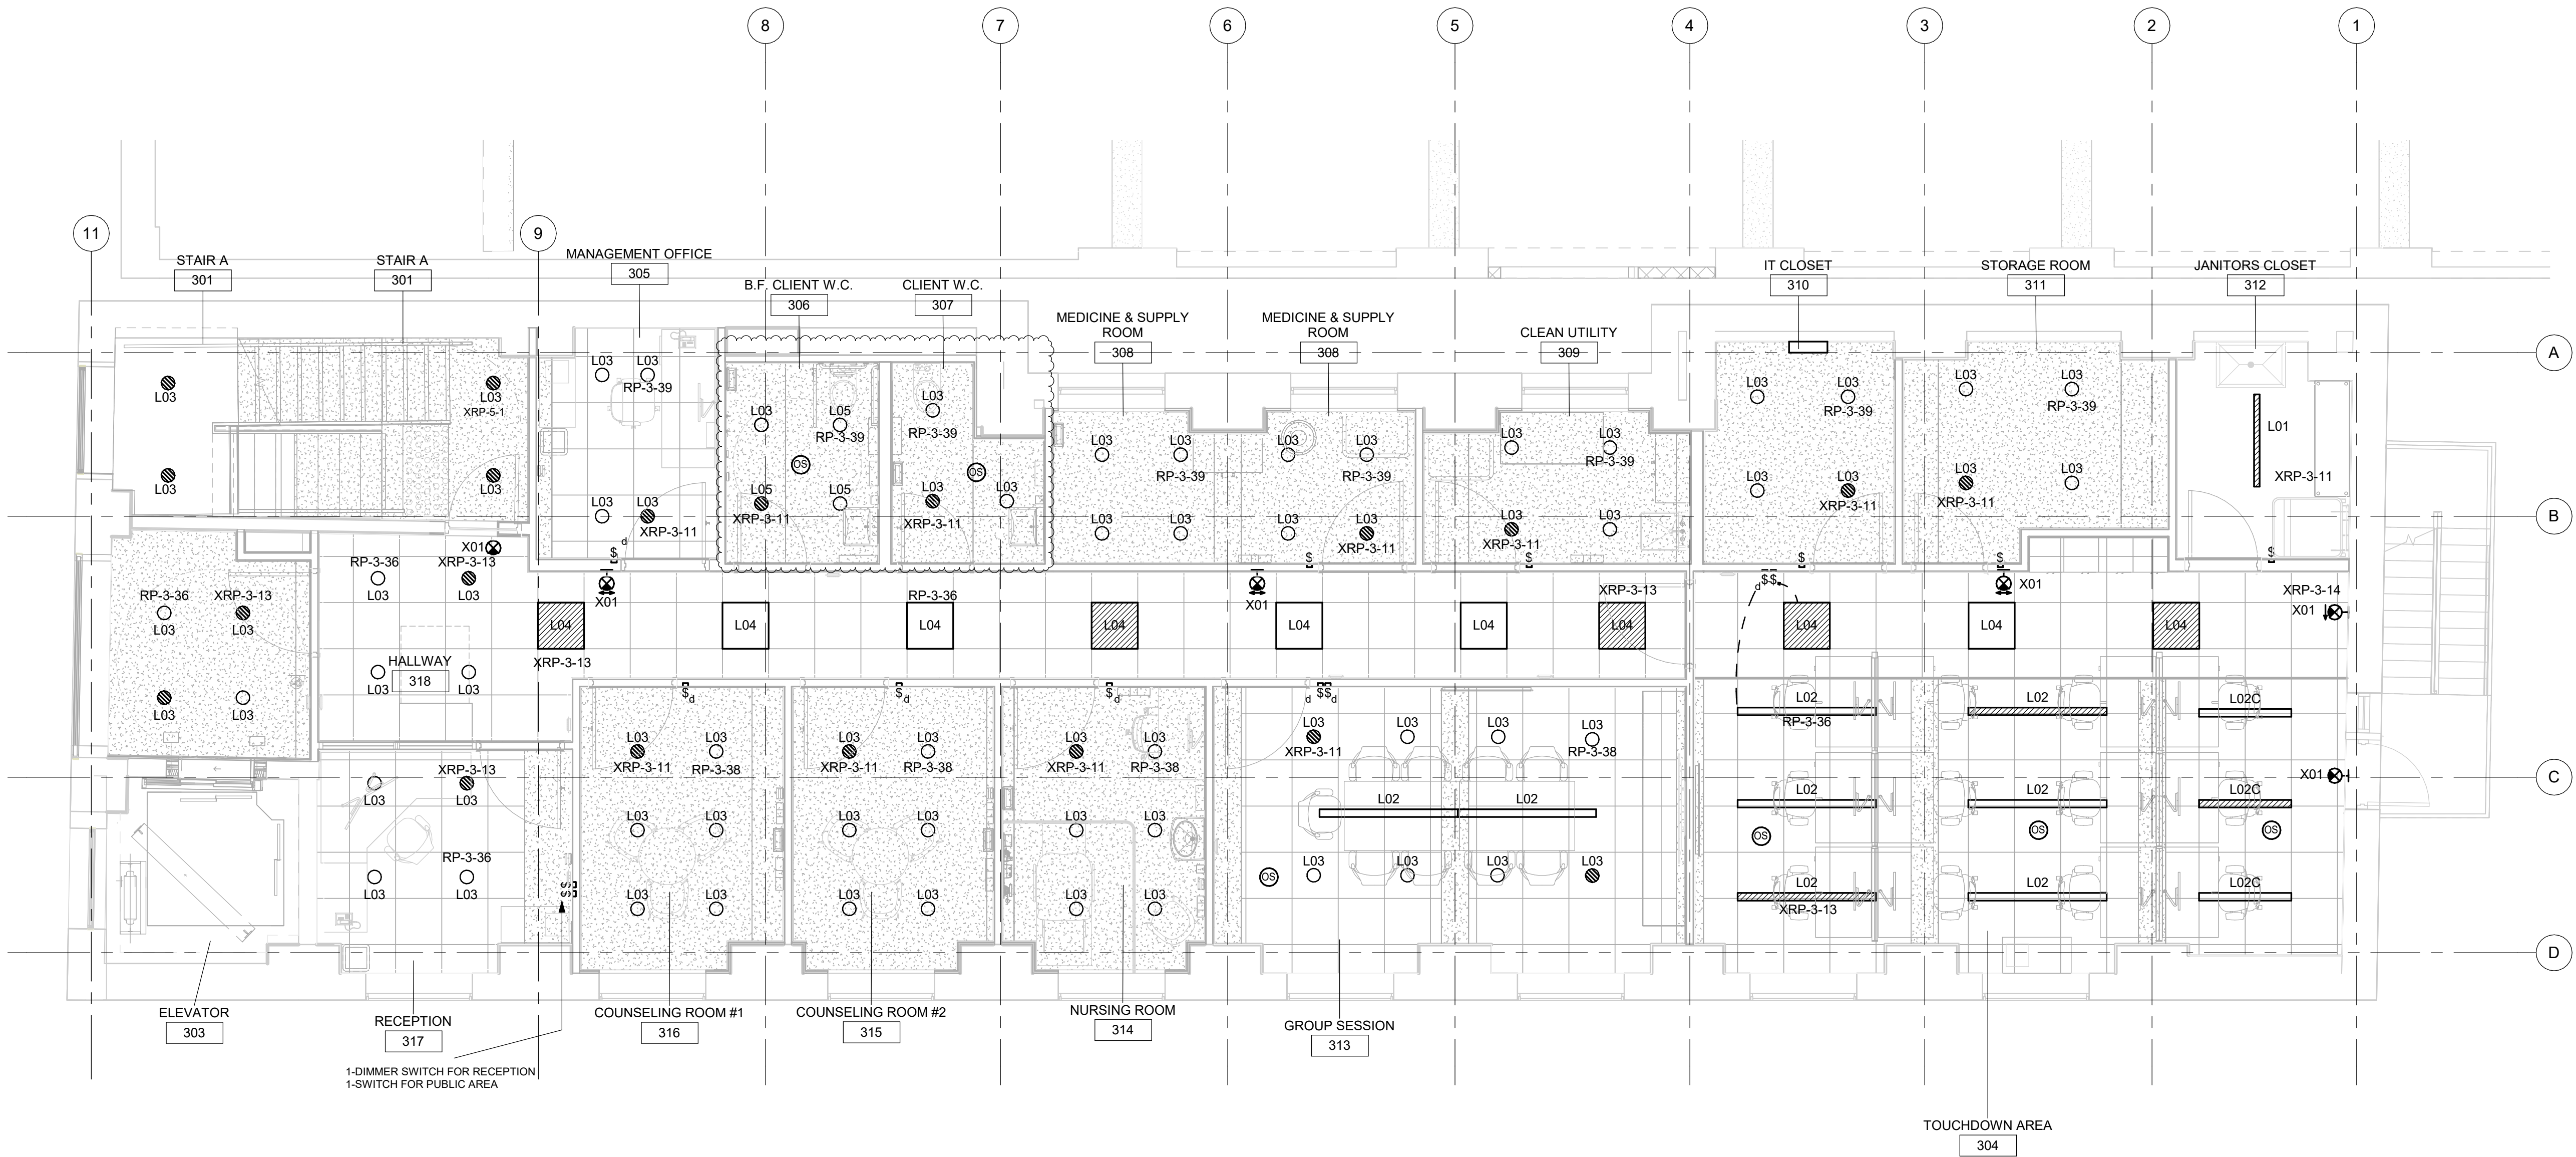 8 7 6 5 4 3 2 1
11 9
STAIR A
301
STAIR A
301
MANAGEMENT OFFICE
305
B.F. CLIENT W.C.
306
CLIENT W.C.
307
MEDICINE & SUPPLY
ROOM
308
MEDICINE & SUPPLY
ROOM
308
CLEAN UTILITY
309
IT CLOSET
310
STORAGE ROOM
311
JANITORS CLOSET
312
A
L03 L03
XRP-5-1
L03 L03
L03 L03
RP-3-39
L03 L03
XRP-3-11
d
$
L03 L05
RP-3-39
OS
L05 L03
XRP-3-11
L03
RP-3-39
OS
L03 L03
XRP-3-11
L03 L03
RP-3-39
L03 L03
L03 L03
RP-3-39
L03 L03
XRP-3-11
$
L03 L03
RP-3-39
L03 L03
XRP-3-11
$
L03 L03
RP-3-39
L03 L03
XRP-3-11
$
L03 L03
RP-3-39
L03 L03
XRP-3-11
$
L01
XRP-3-11
$
B
X01
RP-3-36 XRP-3-13
L03 L03
RP-3-36 XRP-3-13
L03 L03
L03 L03
HALLWAY
318
L03 L03
X01
RP-3-36
X01
XRP-3-13
d$$
X01
XRP-3-14
X01
L04 L04 L04 L04 L04 L04 L04 L04 L04 L04
XRP-3-13
L03
XRP-3-13
L03
RP-3-36
L03 L03
$$
$d
L03 L03
XRP-3-11 RP-3-38
L03 L03
L03 L03
$d
L03 L03
XRP-3-11 RP-3-38
L03 L03
L03 L03
$d
L03 L03
XRP-3-11 RP-3-38
L03 L03
L03 L03
d$$d
L03 L03 L03 L03
XRP-3-11 RP-3-38
L02 L02
L03 L03 L03 L03
OS
L02 L02 L02C
RP-3-36
X01
C
L02 L02 L02C
OS OS OS
L02 L02 L02C
XRP-3-13
D
ELEVATOR
303
RECEPTION
317
1-DIMMER SWITCH FOR RECEPTION
1-SWITCH FOR PUBLIC AREA
COUNSELING ROOM #1
316
COUNSELING ROOM #2
315
NURSING ROOM
314
GROUP SESSION
313
TOUCHDOWN AREA
304